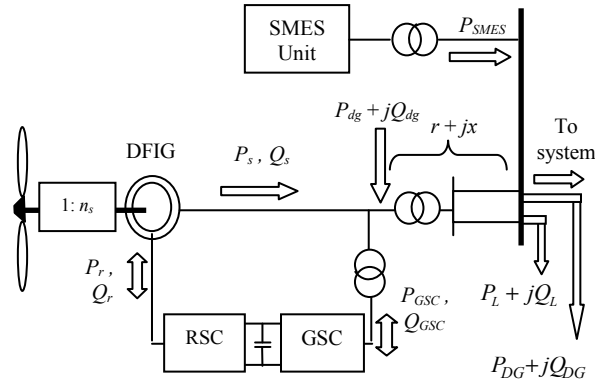 SMES
Unit
P_SMES
P_dg + jQ_dg
r + jx
To
system
DFIG
P_s , Q_s
1: n_s
P_r ,
Q_r
P_GSC ,
Q_GSC
RSC
GSC
P_L + jQ_L
P_DG + jQ_DG